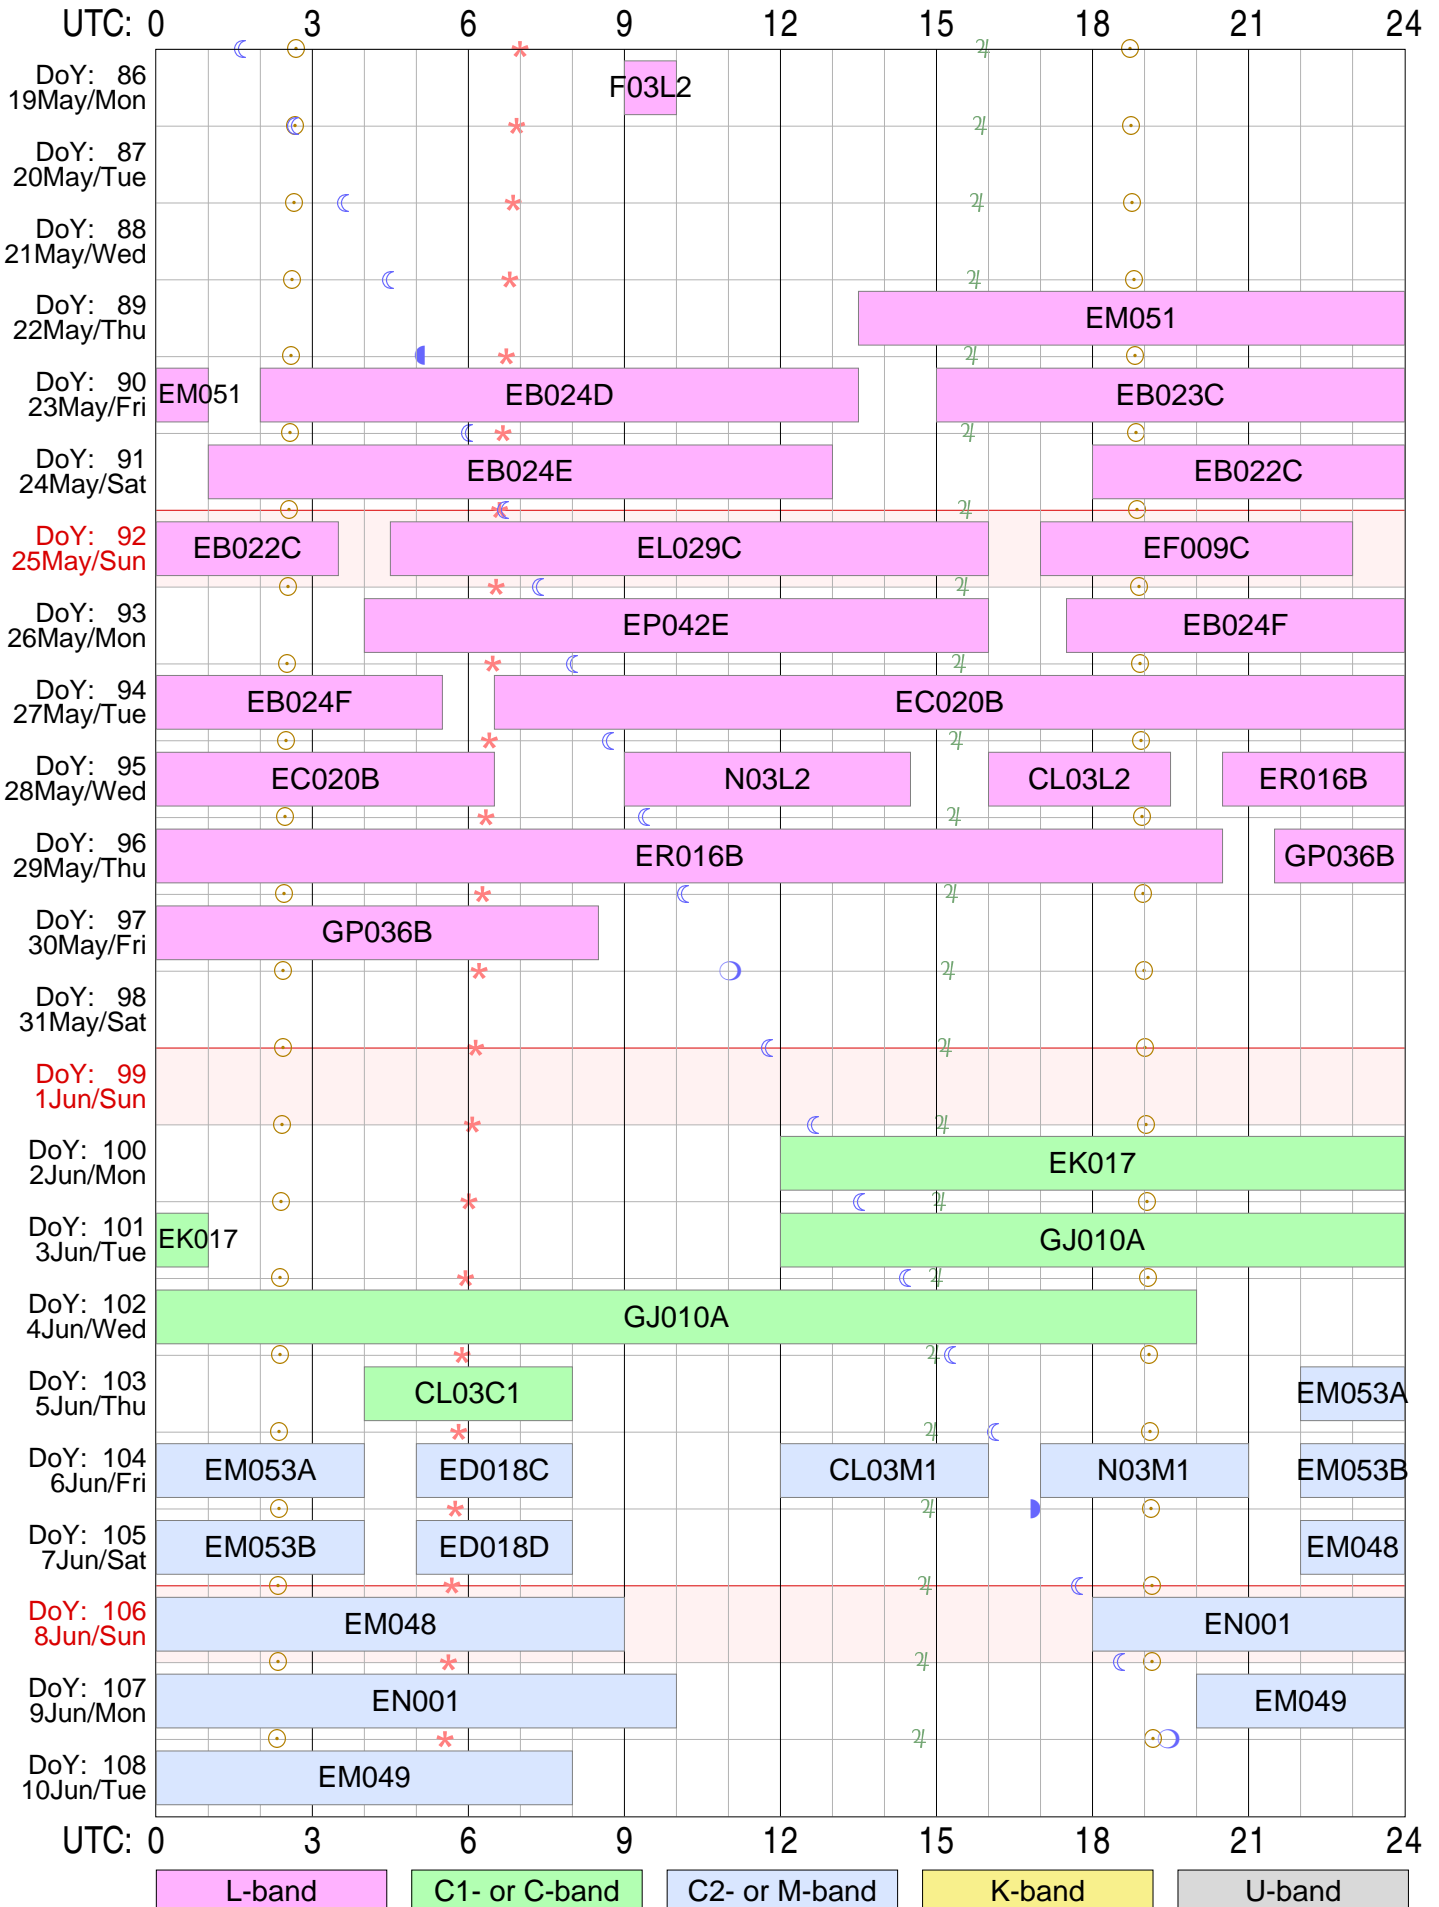 UTC: 0 3 6 9 12 15 18 21 24
DoY: 86
19May/Mon
F03L2
DoY: 87
20May/Tue
DoY: 88
21May/Wed
DoY: 89
22May/Thu
EM051
DoY: 90
23May/Fri
EM051 EB024D EB023C
DoY: 91
24May/Sat
EB024E EB022C
DoY: 92
25May/Sun
EB022C EL029C EF009C
DoY: 93
26May/Mon
EP042E EB024F
DoY: 94
27May/Tue
EB024F EC020B
DoY: 95
28May/Wed
EC020B N03L2 CL03L2 ER016B
DoY: 96
29May/Thu
ER016B GP036B
DoY: 97
30May/Fri
GP036B
DoY: 98
31May/Sat
DoY: 99
1Jun/Sun
DoY: 100
2Jun/Mon
EK017
DoY: 101
3Jun/Tue
EK017 GJ010A
DoY: 102
4Jun/Wed
GJ010A
DoY: 103
5Jun/Thu
CL03C1 EM053A
DoY: 104
6Jun/Fri
EM053A ED018C CL03M1 N03M1 EM053B
DoY: 105
7Jun/Sat
EM053B ED018D EM048
DoY: 106
8Jun/Sun
EM048 EN001
DoY: 107
9Jun/Mon
EN001 EM049
DoY: 108
10Jun/Tue
EM049
UTC: 0 3 6 9 12 15 18 21 24
L-band C1- or C-band C2- or M-band K-band U-band